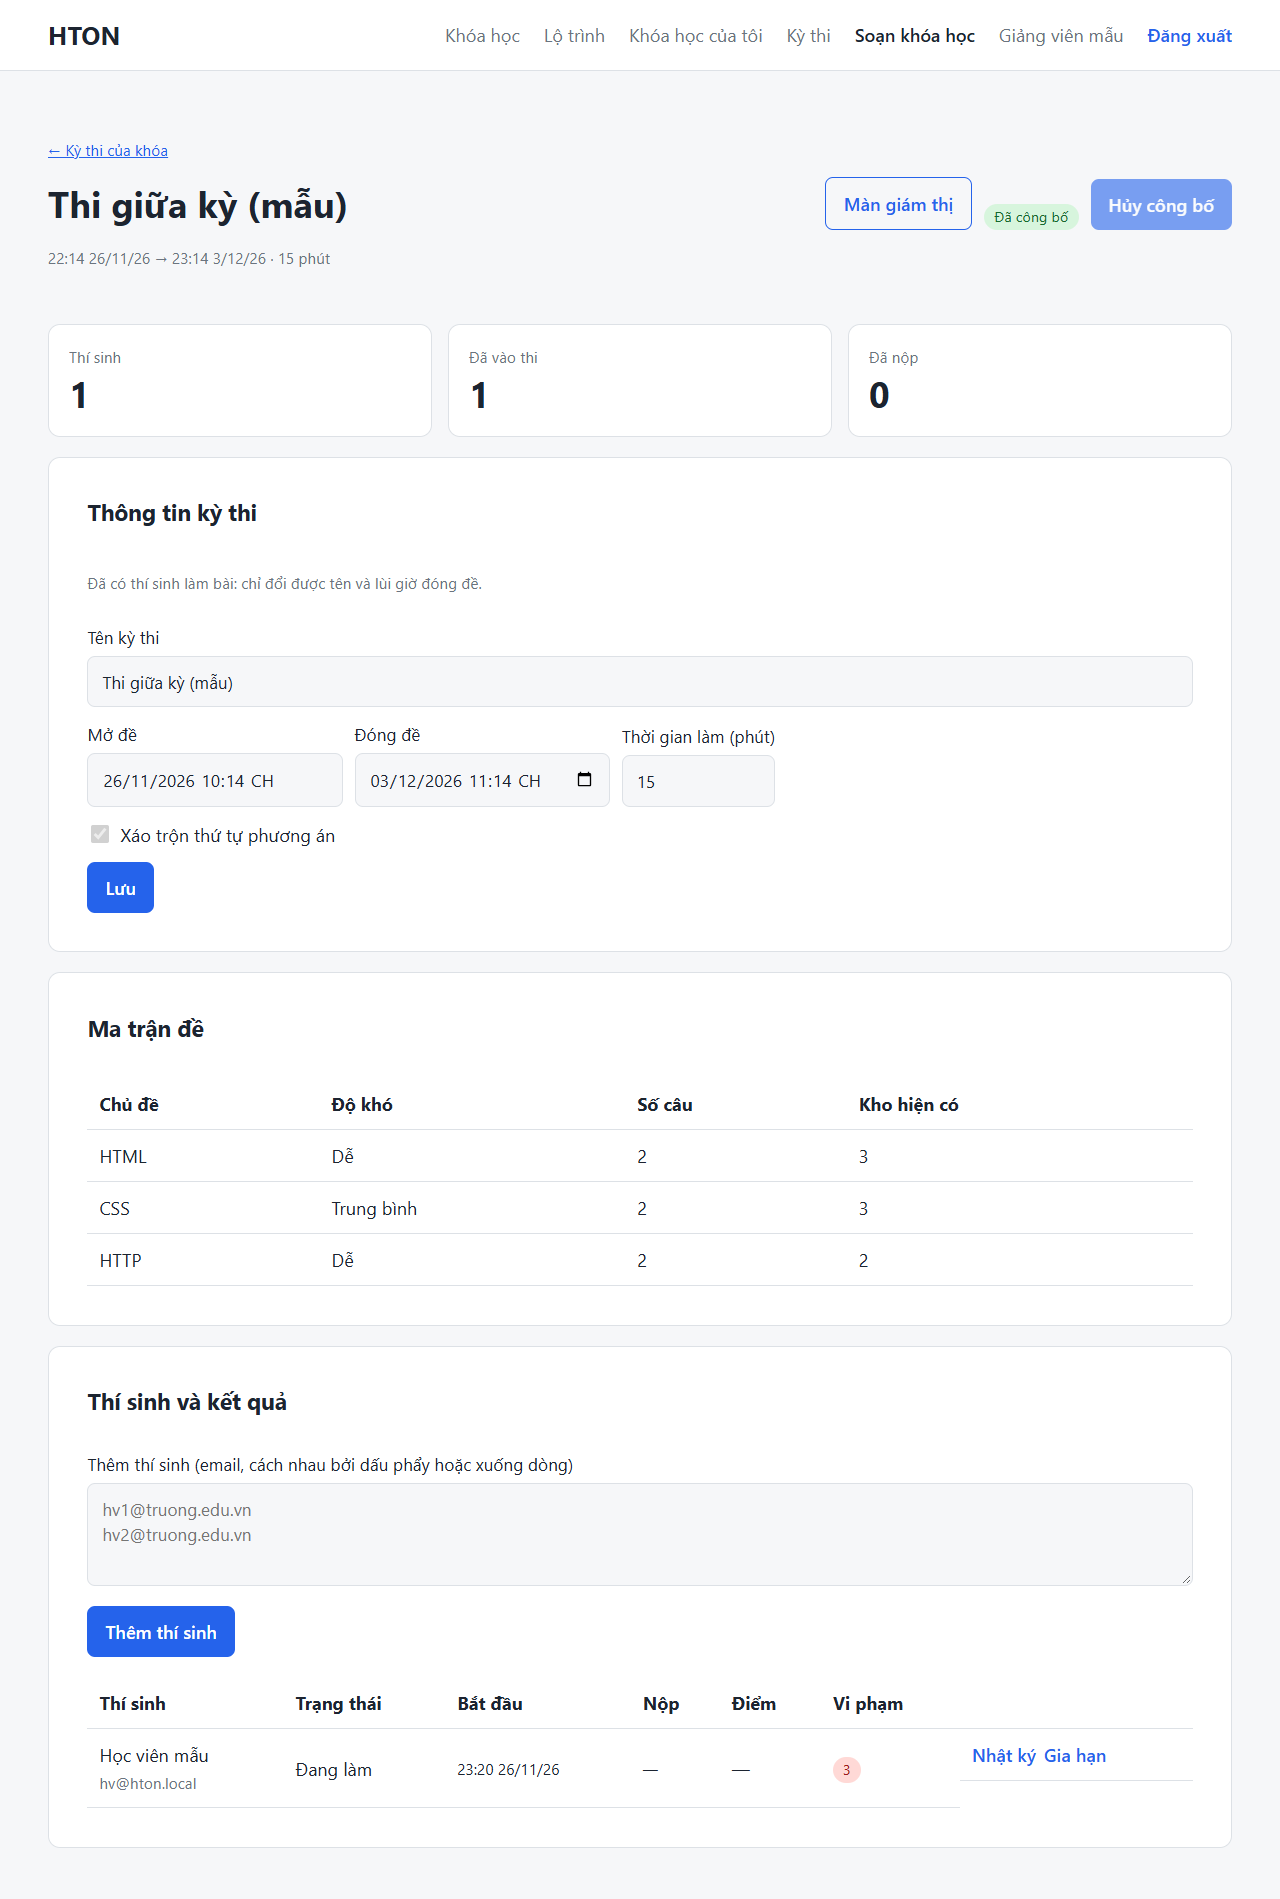 HTON
Khóa học Lộ trình Khóa học của tôi Kỳ thi Soạn khóa học Giảng viên mẫu Đăng xuất
← Kỳ thi của khóa
Thi giữa kỳ (mẫu)
Màn giám thị Đã công bố Hủy công bố
22:14 26/11/26 → 23:14 3/12/26 · 15 phút
Thí sinh Đã vào thi Đã nộp
1 1 0
Thông tin kỳ thi
Đã có thí sinh làm bài: chỉ đổi được tên và lùi giờ đóng đề.
Tên kỳ thi
Thi giữa kỳ (mẫu)
Mở đề Đóng đề Thời gian làm (phút)
26/11/2026 10:14 CH 03/12/2026 11:14 CH 15
Xáo trộn thứ tự phương án
Lưu
Ma trận đề
Chủ đề Độ khó Số câu Kho hiện có
HTML Dễ 2 3
CSS Trung bình 2 3
HTTP Dễ 2 2
Thí sinh và kết quả
Thêm thí sinh (email, cách nhau bởi dấu phẩy hoặc xuống dòng)
hv1@truong.edu.vn
hv2@truong.edu.vn
Thêm thí sinh
Thí sinh Trạng thái Bắt đầu Nộp Điểm Vi phạm
Học viên mẫu Đang làm 23:20 26/11/26 — — 3 Nhật ký Gia hạn
hv@hton.local